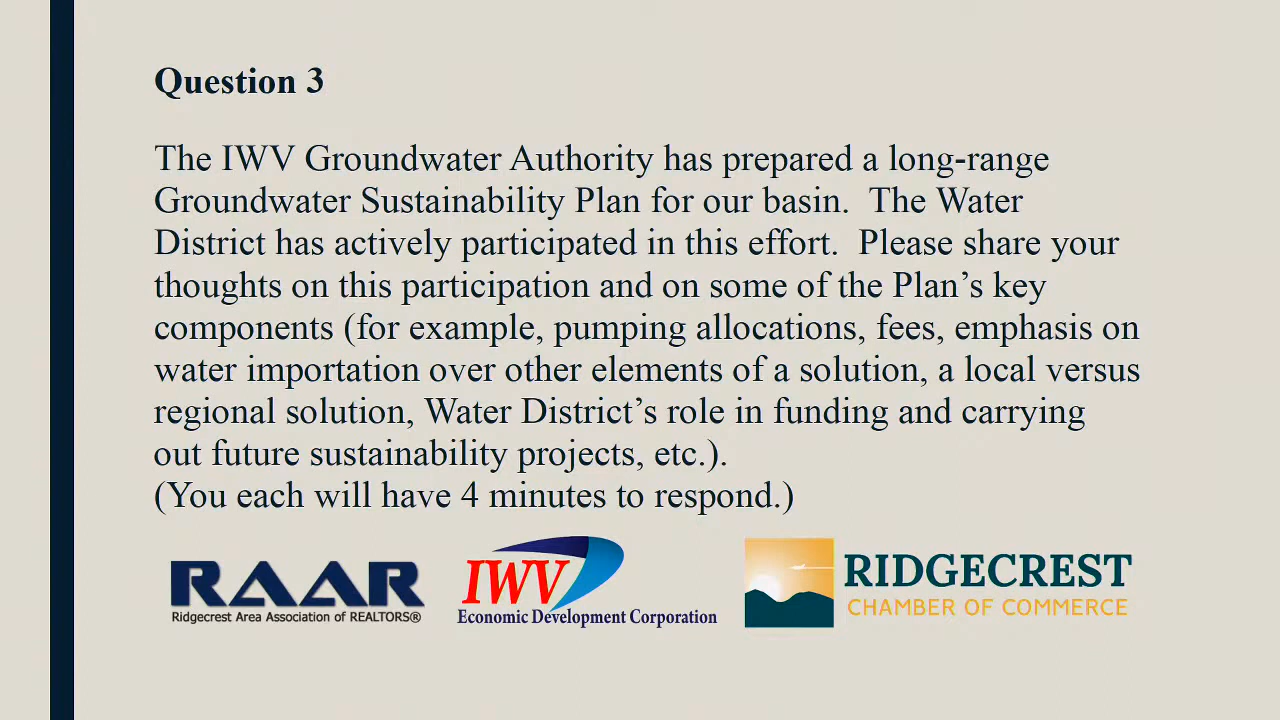 Question 3
The IWV Groundwater Authority has prepared a long-range
Groundwater Sustainability Plan for our basin.  The Water
District has actively participated in this effort.  Please share your
thoughts on this participation and on some of the Plan’s key
components (for example, pumping allocations, fees, emphasis on
water importation over other elements of a solution, a local versus
regional solution, Water District’s role in funding and carrying
out future sustainability projects, etc.).
(You each will have 4 minutes to respond.)
RAAR
Ridgecrest Area Association of REALTORS®
IWV
Economic Development Corporation
RIDGECREST
CHAMBER OF COMMERCE